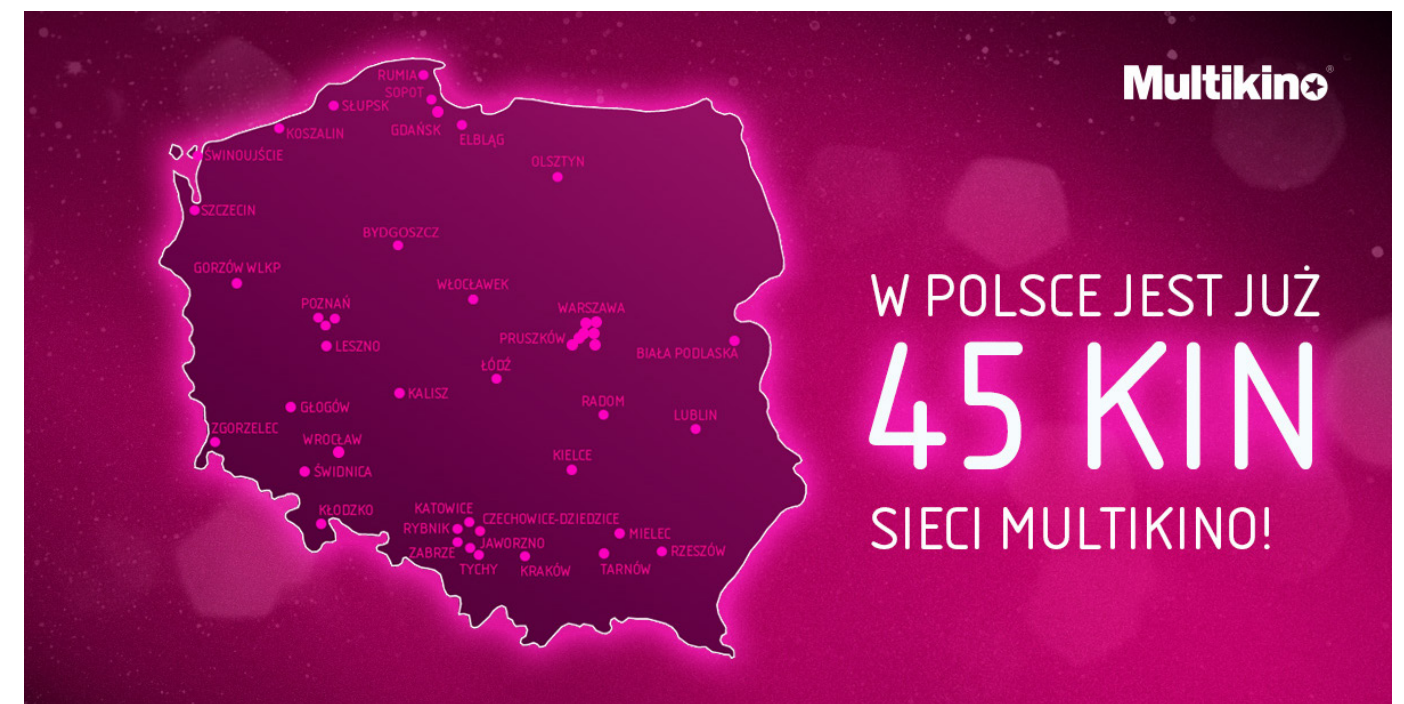 Multikino®
RUMIA
SOPOT
SŁUPSK
GDAŃSK
KOSZALIN
ELBLĄG
ŚWINOUJŚCIE
OLSZTYN
SZCZECIN
BYDGOSZCZ
GORZÓW WLKP
WŁOCŁAWEK
POZNAŃ
WARSZAWA
PRUSZKÓW
LESZNO
BIAŁA PODLASKA
ŁÓDŹ
KALISZ
GŁOGÓW
RADOM
LUBLIN
ZGORZELEC
WROCŁAW
KIELCE
ŚWIDNICA
KŁODZKO
KATOWICE
CZECHOWICE-DZIEDZICE
RYBNIK
MIELEC
JAWORZNO
ZABRZE
RZESZÓW
TYCHY
KRAKÓW
TARNÓW
W POLSCE JEST JUŻ
45 KIN
SIECI MULTIKINO!